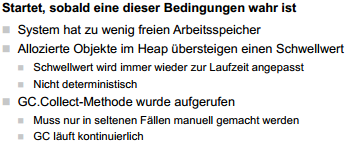 Startet, sobald eine dieser Bedingungen wahr ist
System hat zu wenig freien Arbeitsspeicher
Allozierte Objekte im Heap übersteigen einen Schwellwert
Schwellwert wird immer wieder zur Laufzeit angepasst
Nicht deterministisch
GC.Collect-Methode wurde aufgerufen
Muss nur in seltenen Fällen manuell gemacht werden
GC läuft kontinuierlich